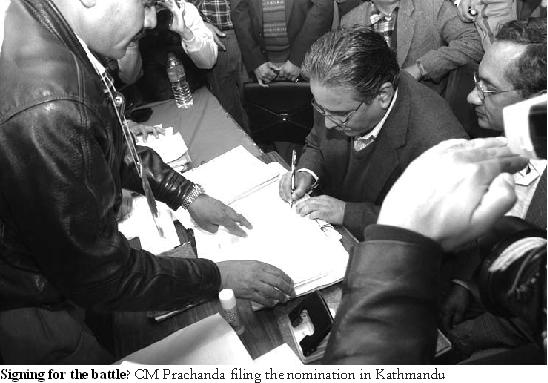 Signing for the battle? CM Prachanda filing the nomination in Kathmandu